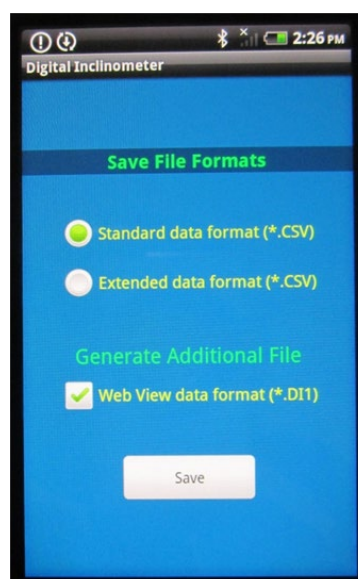 2:26 PM
Digital Inclinometer
Save File Formats
Standard data format (*.CSV)
Extended data format (*.CSV)
Generate Additional File
Web View data format (*.DI1)
Save